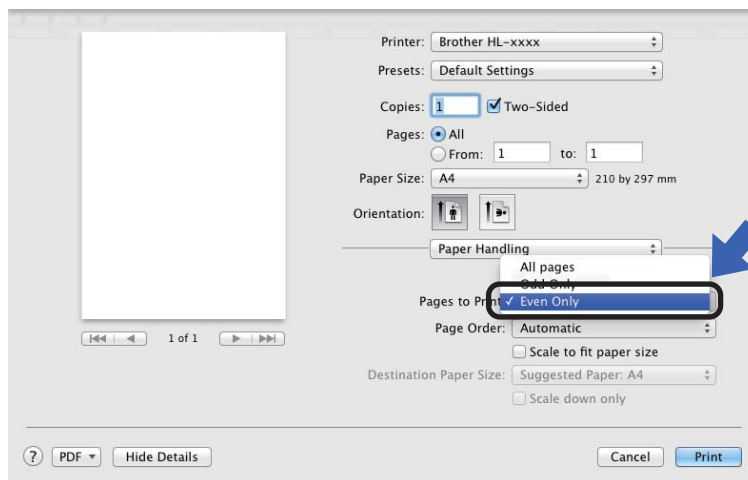 Printer: Brother HL-xxxx
Presets: Default Settings
Copies: 1 Two-Sided
Pages: All
From: 1 to: 1
Paper Size: A4 210 by 297 mm
Orientation:
Paper Handling
All pages
Odd Only
Pages to Print ✓ Even Only
1 of 1
Page Order: Automatic
Scale to fit paper size
Destination Paper Size: Suggested Paper: A4
Scale down only
? PDF Hide Details Cancel Print